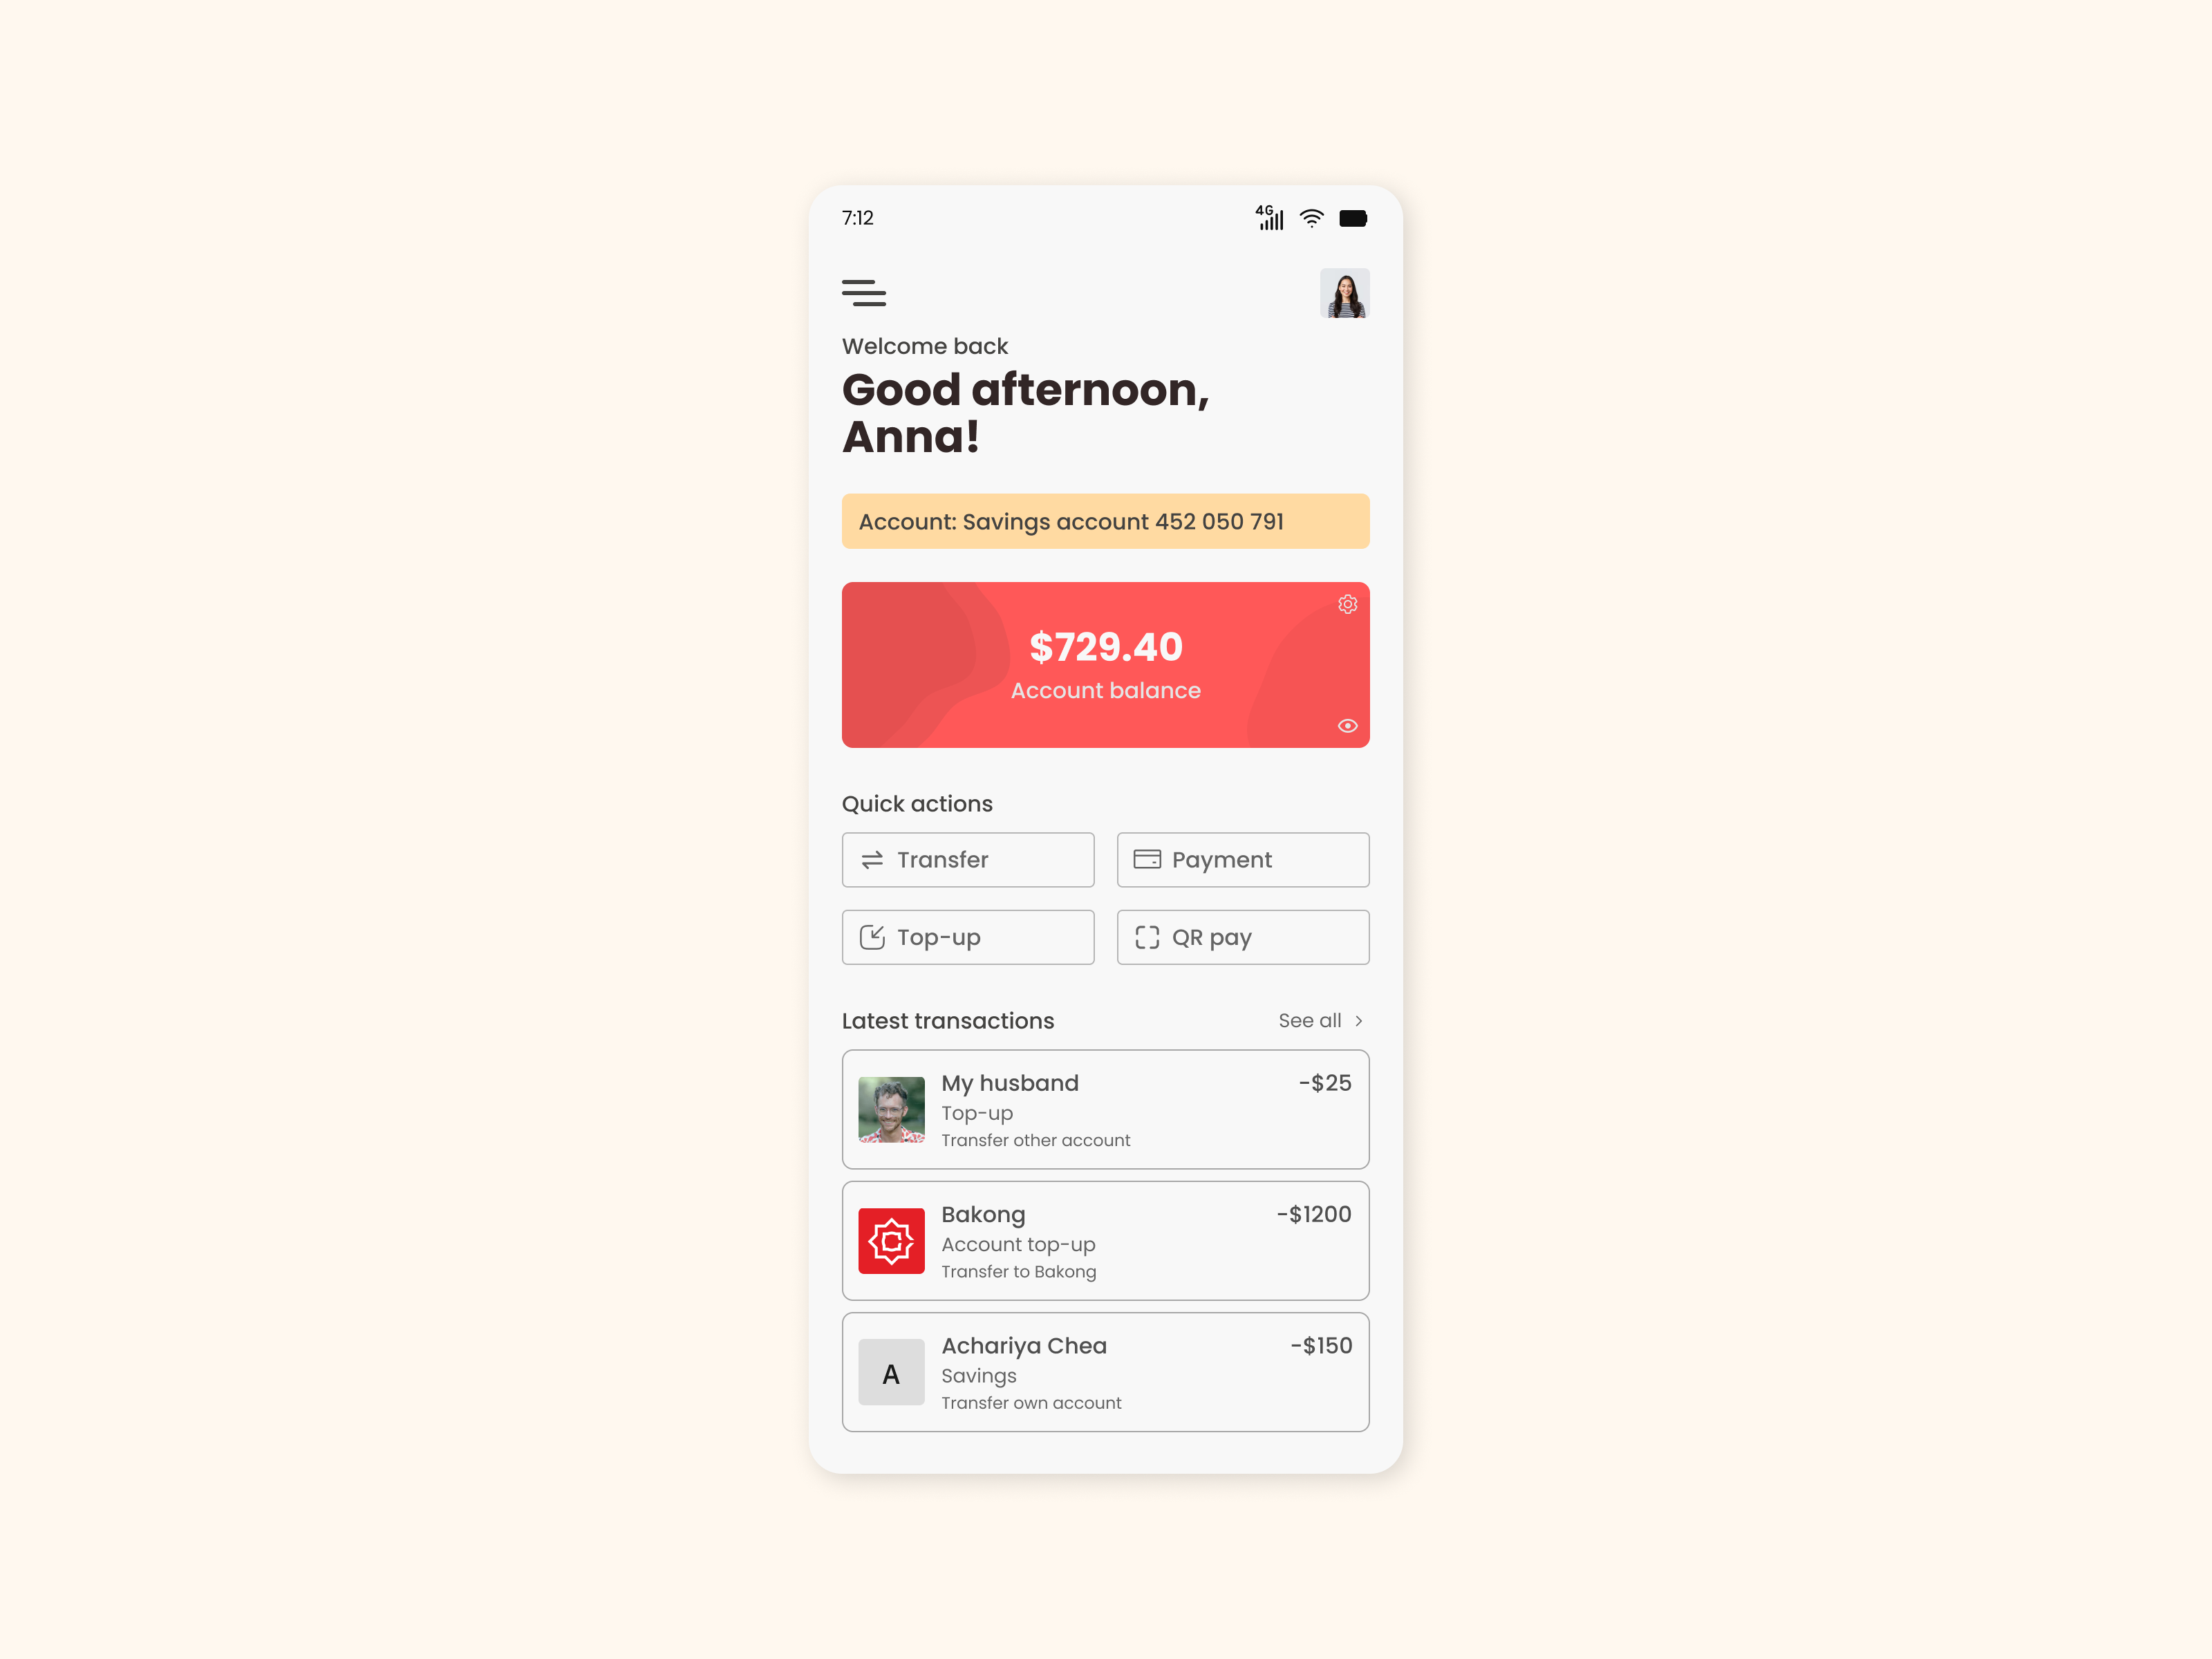 7:12
4G
Welcome back
Good afternoon,
Anna!
Account: Savings account 452 050 791
$729.40
Account balance
Quick actions
Transfer
Payment
Top-up
QR pay
Latest transactions
See all
My husband
-$25
Top-up
Transfer other account
Bakong
-$1200
Account top-up
Transfer to Bakong
A
Achariya Chea
-$150
Savings
Transfer own account